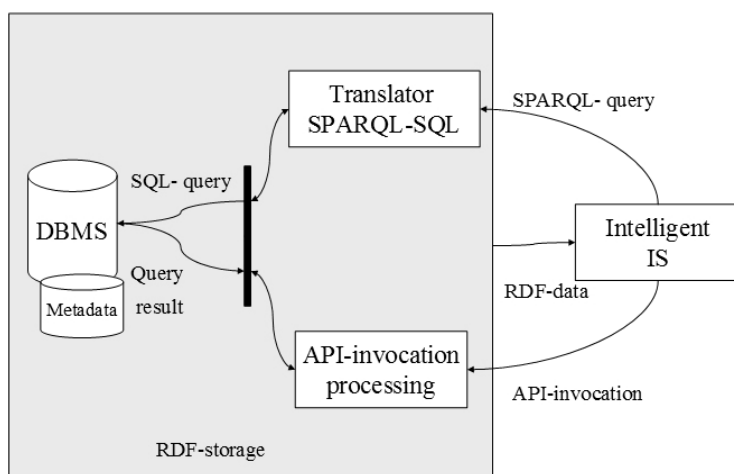 Translator
SPARQL-SQL
SPARQL- query
SQL- query
DBMS
Intelligent
IS
Query
result
Metadata
RDF-data
API-invocation
processing
API-invocation
RDF-storage